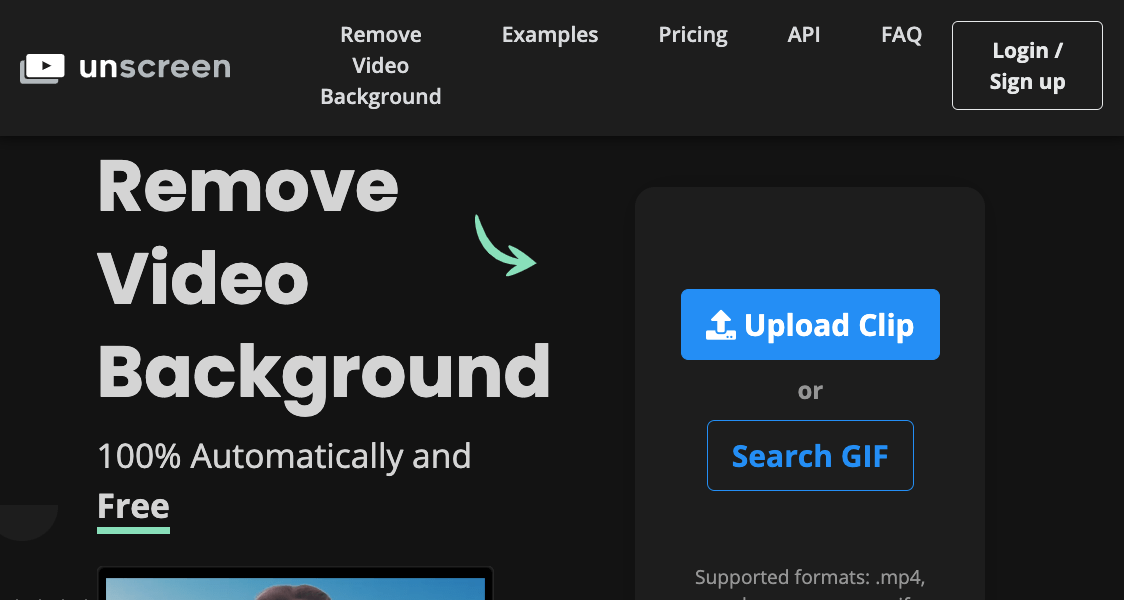 unscreen
Remove
Video
Background
Examples
Pricing
API
FAQ
Login /
Sign up
Remove
Video
Background
100% Automatically and
Free
Upload Clip
or
Search GIF
Supported formats: .mp4,